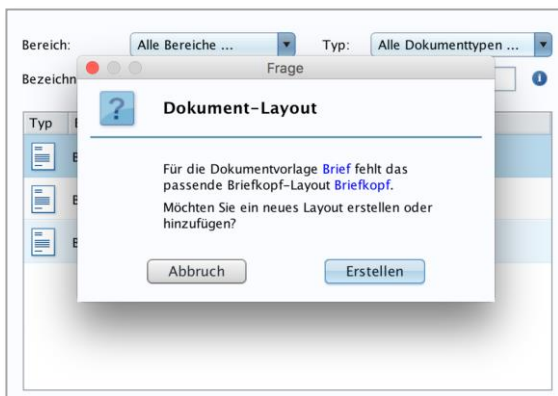 Bereich: Alle Bereiche ... Typ: Alle Dokumenttypen ...
Frage
Bezeichn
Dokument-Layout
Typ
Für die Dokumentvorlage Brief fehlt das
passende Briefkopf-Layout Briefkopf.
Möchten Sie ein neues Layout erstellen oder
hinzufügen?
Abbruch Erstellen